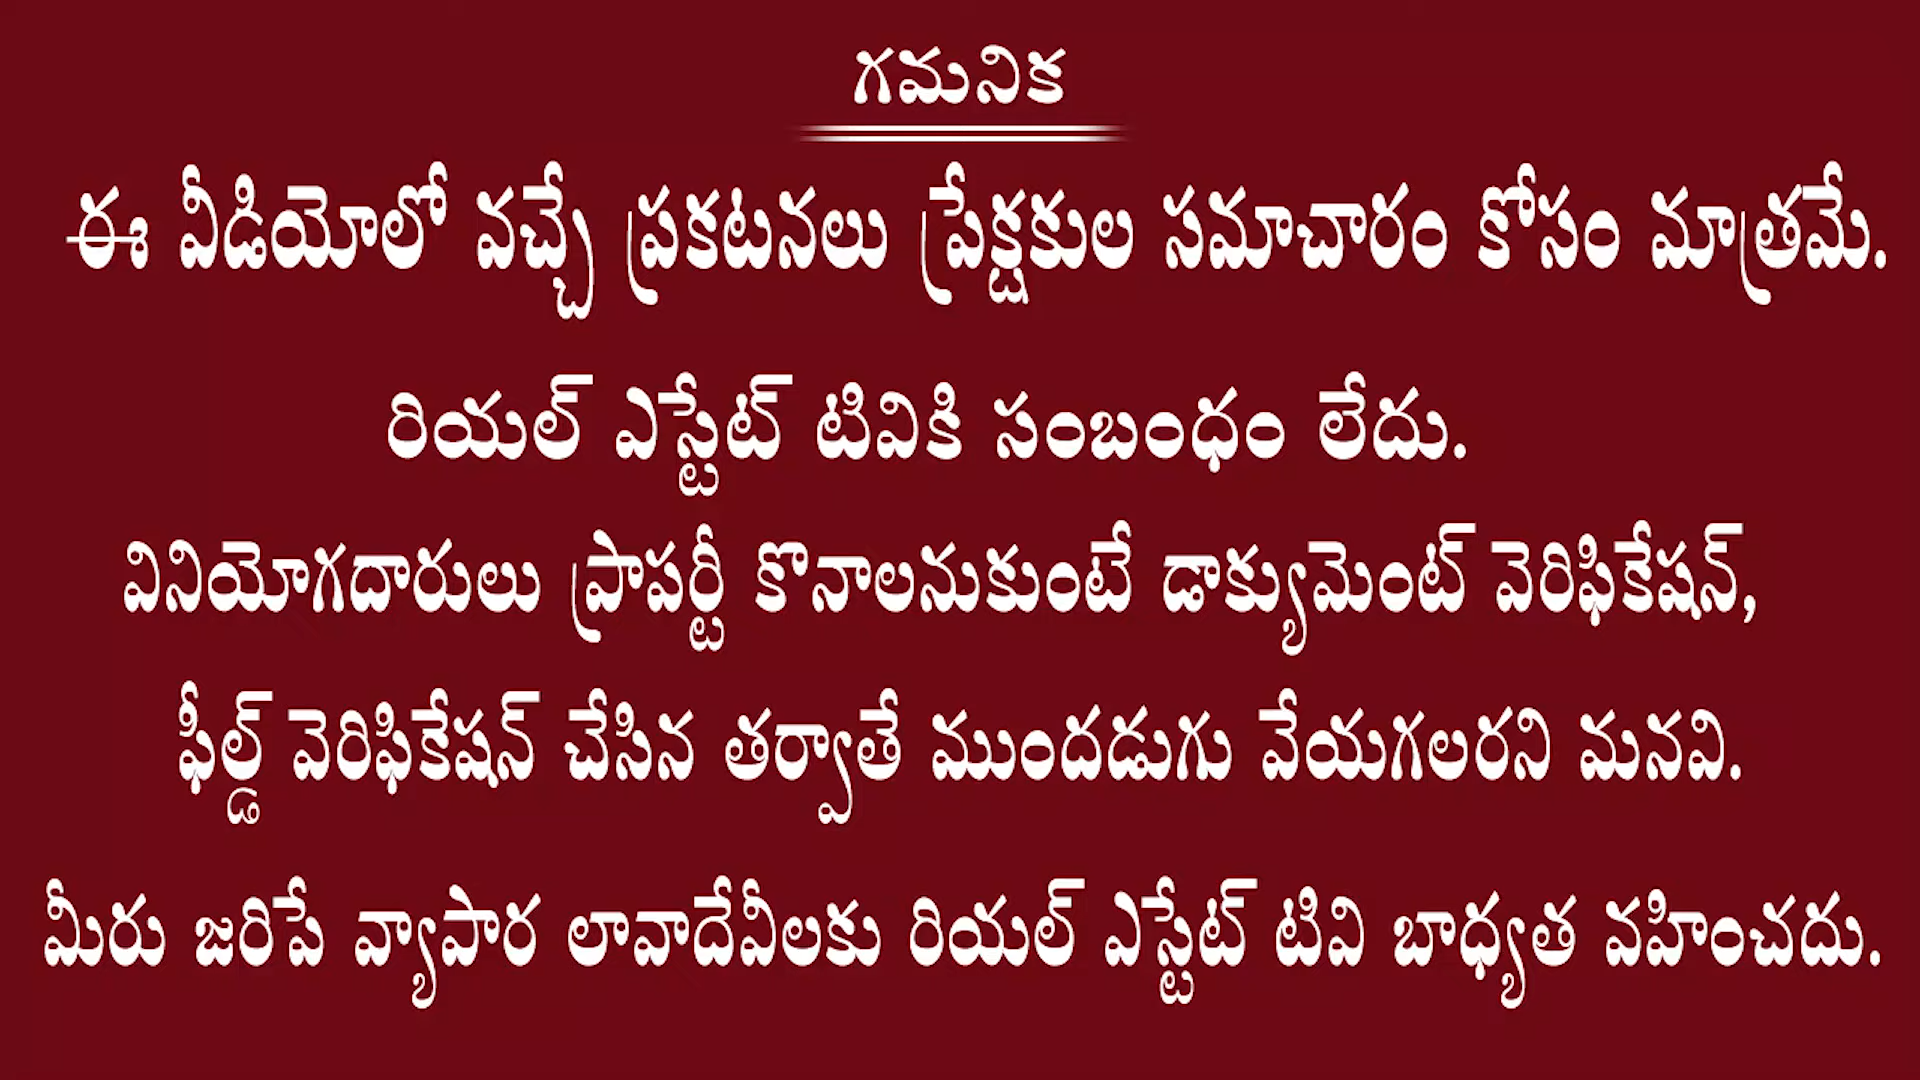 గమనిక
ఈ వీడియోలో వచ్చే ప్రకటనలు ప్రేక్షకుల సమాచారం కోసం మాత్రమే.
రియల్ ఎస్టేట్ టివికి సంబంధం లేదు.
వినియోగదారులు ప్రాపర్టీ కొనాలనుకుంటే డాక్యుమెంట్ వెరిఫికేషన్,
ఫీల్డ్ వెరిఫికేషన్ చేసిన తర్వాతే ముందడుగు వేయగలరని మనవి.
మీరు జరిపే వ్యాపార లావాదేవీలకు రియల్ ఎస్టేట్ టివి బాధ్యత వహించదు.